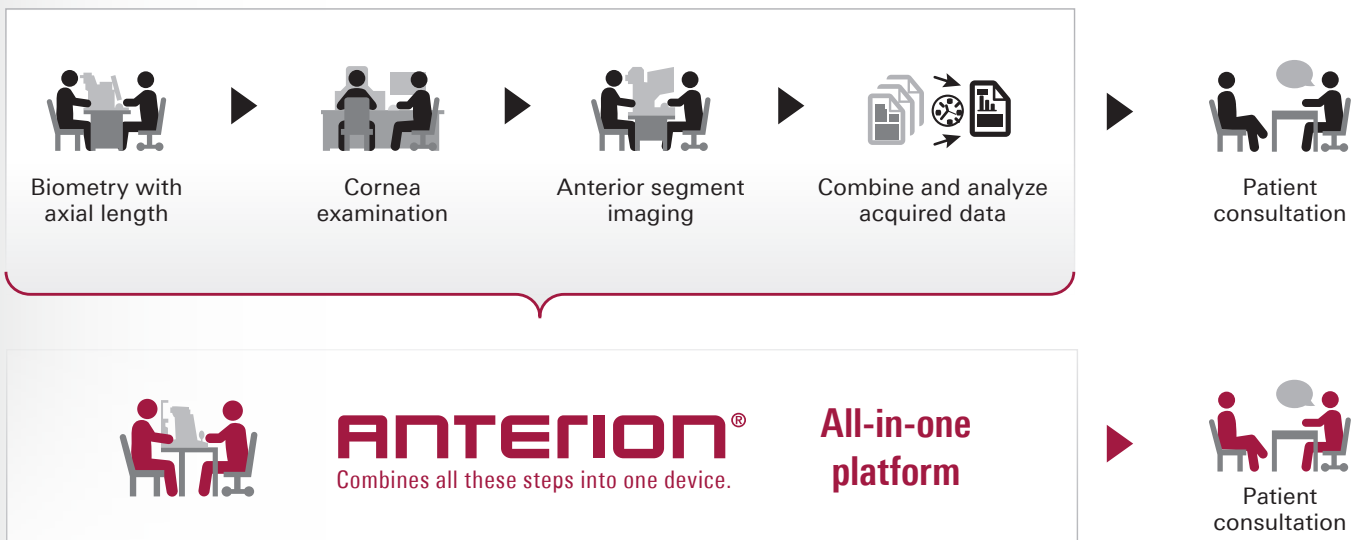 Biometry with
axial length
Cornea
examination
Anterior segment
imaging
Combine and analyze
acquired data
Patient
consultation
ANTERION®
Combines all these steps into one device.
All-in-one
platform
Patient
consultation